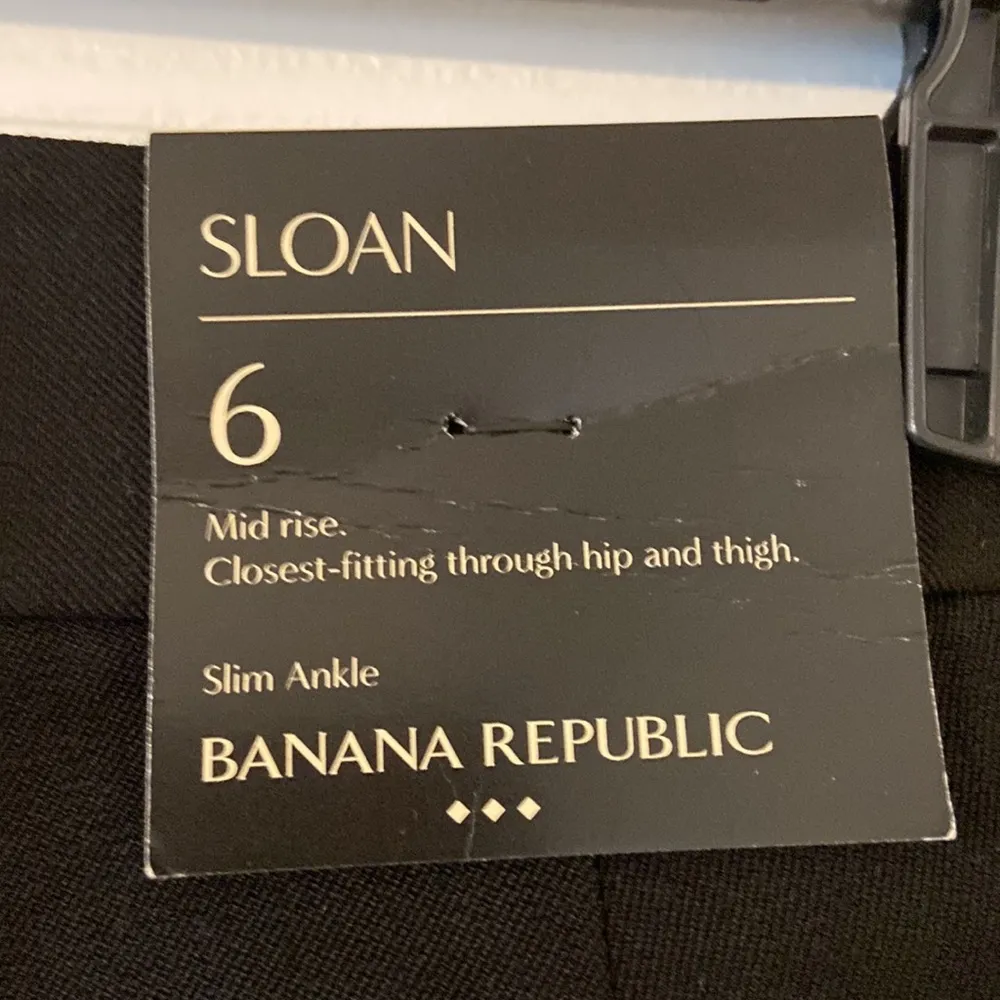 SLOAN
6
Mid rise.
Closest-fitting through hip and thigh.
Slim Ankle
BANANA REPUBLIC